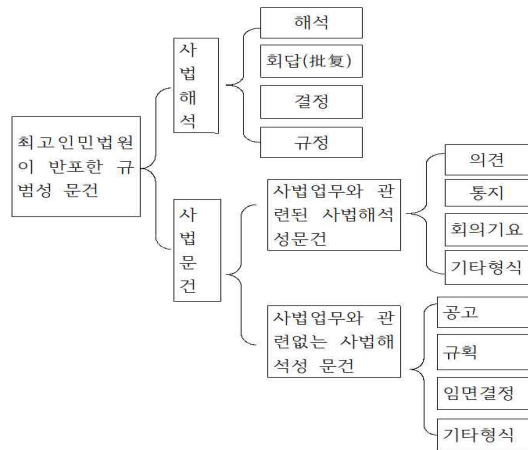 최고인민법원
이 반포한 규
범성 문건
사
법
해
석
해석
회답(批复)
결정
규정
사
법
문
건
사법업무와 관
련된 사법해석
성문건
의견
통지
회의기요
기타형식
사법업무와 관
련없는 사법해
석성 문건
공고
규획
임면결정
기타형식